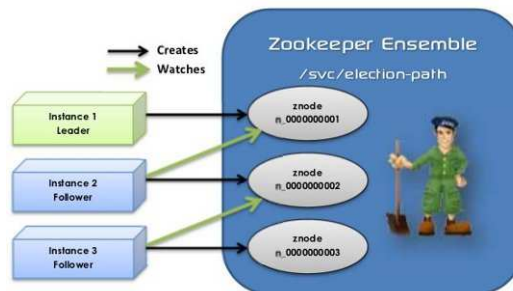 Zookeeper Ensemble
/svc/election-path
Creates
Watches
Instance 1
Leader
znode
n_0000000001
Instance 2
Follower
znode
n_0000000002
Instance 3
Follower
znode
n_0000000003